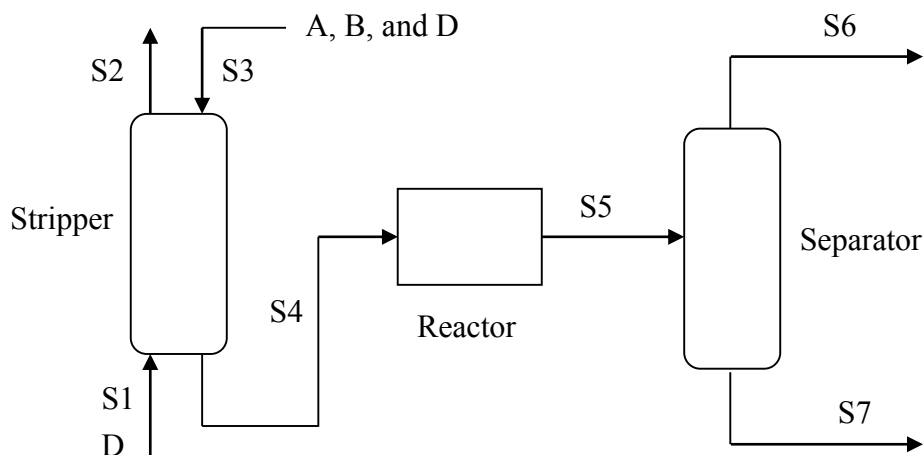 A, B, and D
S6
S2
S3
S5
Stripper
Separator
S4
Reactor
S1
S7
D